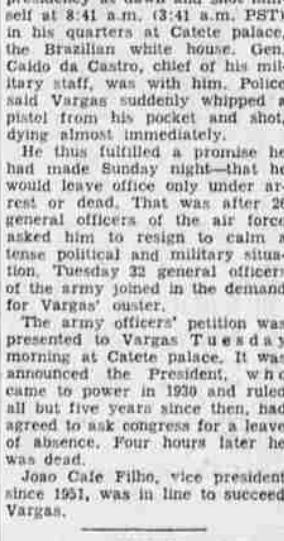 presidency at dawn and shot him-
self at 8:41 a.m. (3:41 a.m. PST)
in his quarters at Catete palace,
the Brazilian white house. Gen.
Caido da Castro, chief of his mil-
itary staff, was with him. Police
said Vargas suddenly whipped a
pistol from his pocket and shot,
dying almost immediately.
He thus fulfilled a promise he
had made Sunday night—that he
would leave office only under ar-
rest or dead. That was after 26
general officers of the air force
asked him to resign to calm a
tense political and military situa-
tion. Tuesday 32 general officers
of the army joined in the demand
for Vargas' ouster.
The army officers' petition was
presented to Vargas Tuesday
morning at Catete palace. It was
announced the President, who
came to power in 1930 and ruled
all but five years since then, had
agreed to ask congress for a leave
of absence. Four hours later he
was dead.
Joao Cafe Filho, vice president
since 1951, was in line to succeed
Vargas.